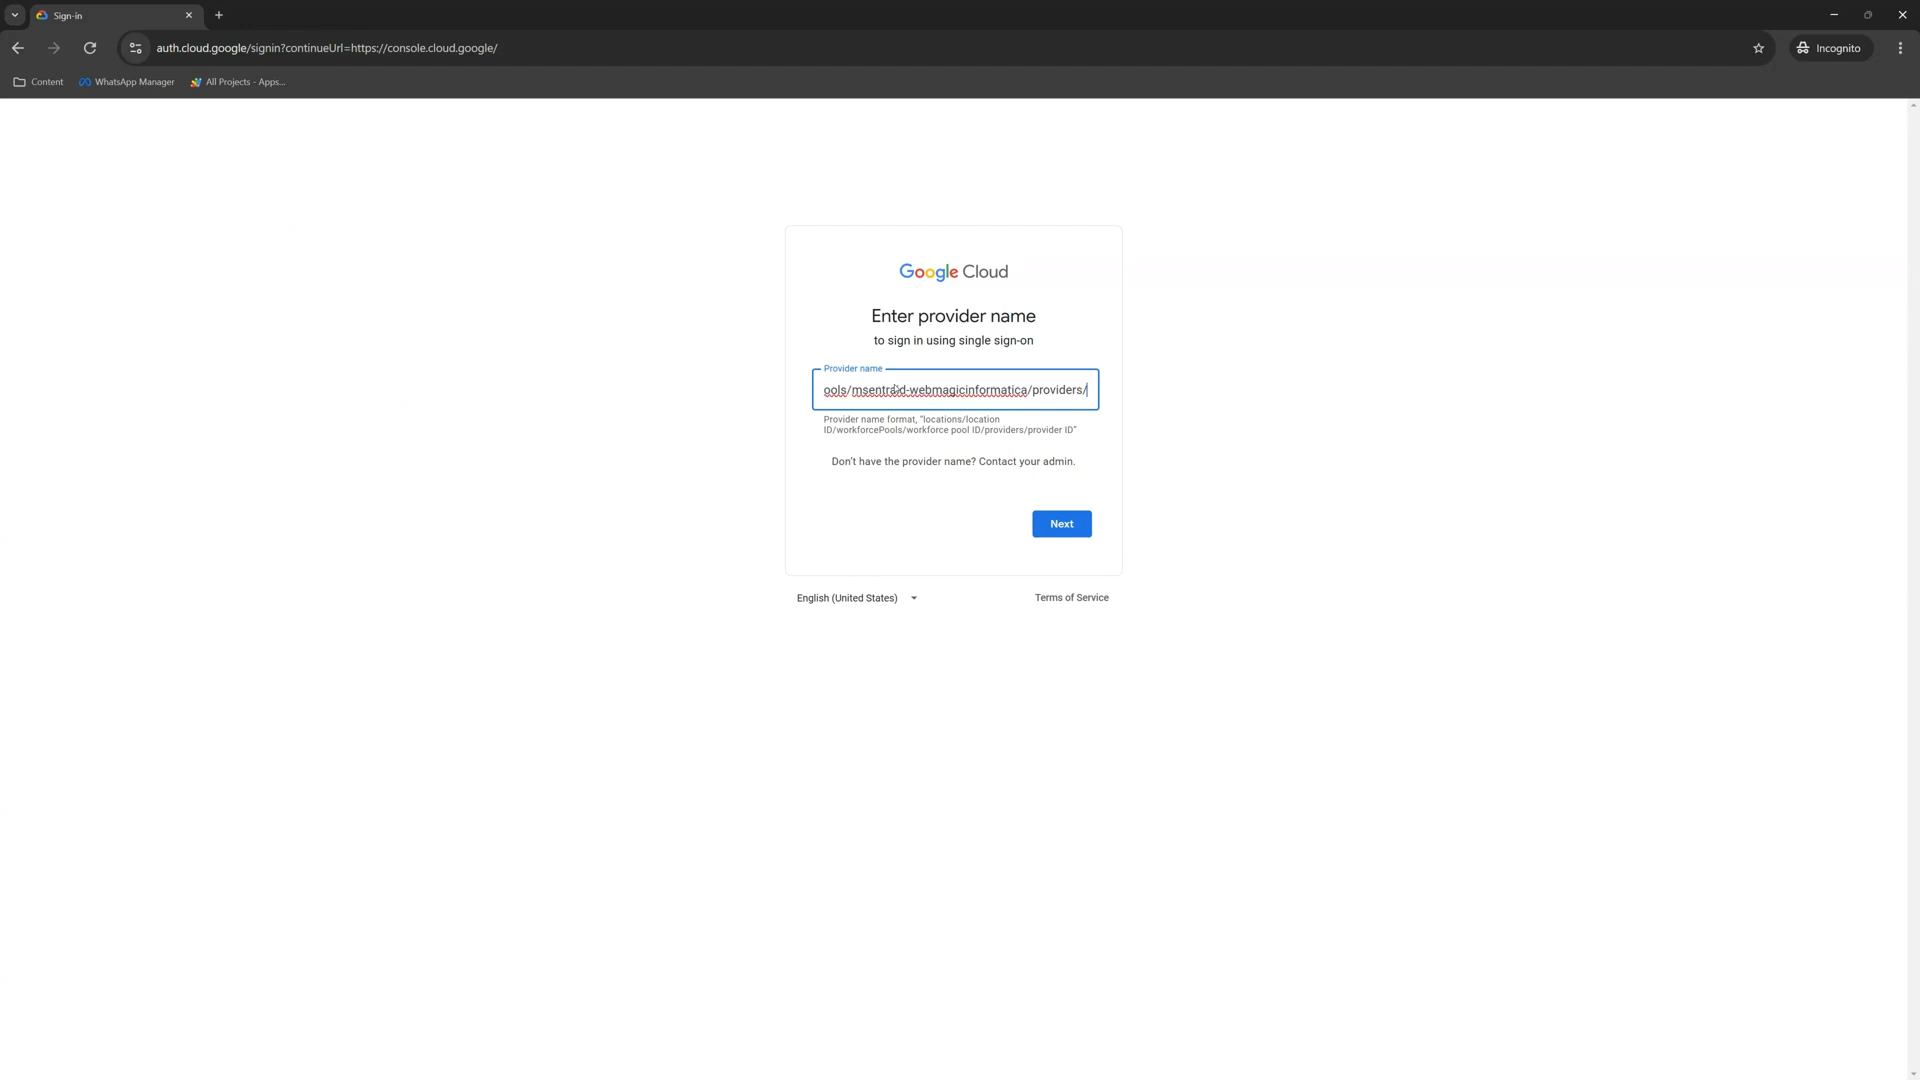 Sign-in
auth.cloud.google/signin?continueUrl=https://console.cloud.google/
Incognito
Content
WhatsApp Manager
All Projects - Apps...
Google Cloud
Enter provider name
to sign in using single sign-on
Provider name
ools/msentraid-webmagicinformatica/providers/
Provider name format, "locations/location
ID/workforcePools/workforce pool ID/providers/provider ID"
Don't have the provider name? Contact your admin.
Next
English (United States)
Terms of Service